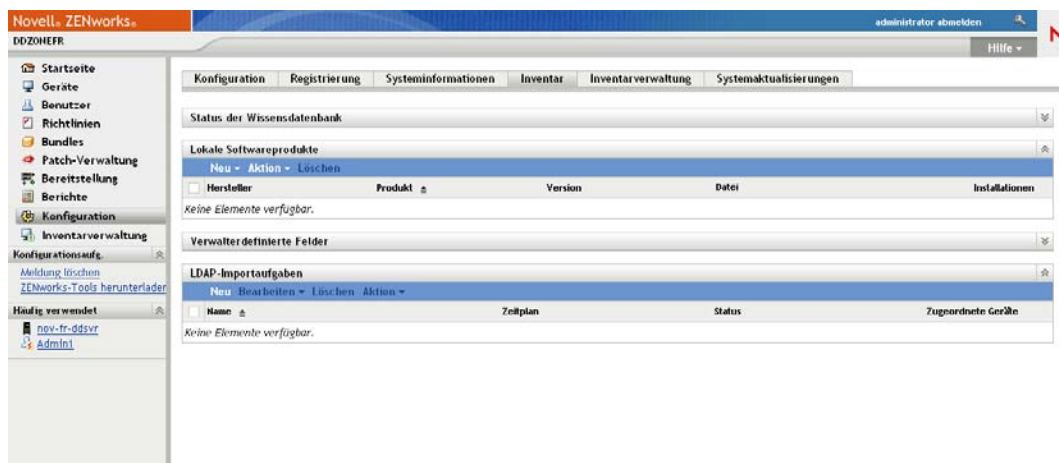 Novell® ZENworks®
administrator abmelden
DDZONEFR
Hilfe
Startseite
Geräte
Benutzer
Richtlinien
Bundles
Patch-Verwaltung
Bereitstellung
Berichte
Konfiguration
Inventarverwaltung
Konfigurationsaufg.
Meldung löschen
ZENworks-Tools herunterladen
Häufig verwendet
nov-fr-ddsvr
Admin1
Konfiguration Registrierung Systeminformationen Inventar Inventarverwaltung Systemaktualisierungen
Status der Wissensdatenbank
Lokale Softwareprodukte
Neu Aktion Löschen
Hersteller Produkt Version Datei Installationen
Keine Elemente verfügbar.
Verwalterdefinierte Felder
LDAP-Importaufgaben
Neu Bearbeiten Löschen Aktion
Name Zeitplan Status Zugeordnete Geräte
Keine Elemente verfügbar.